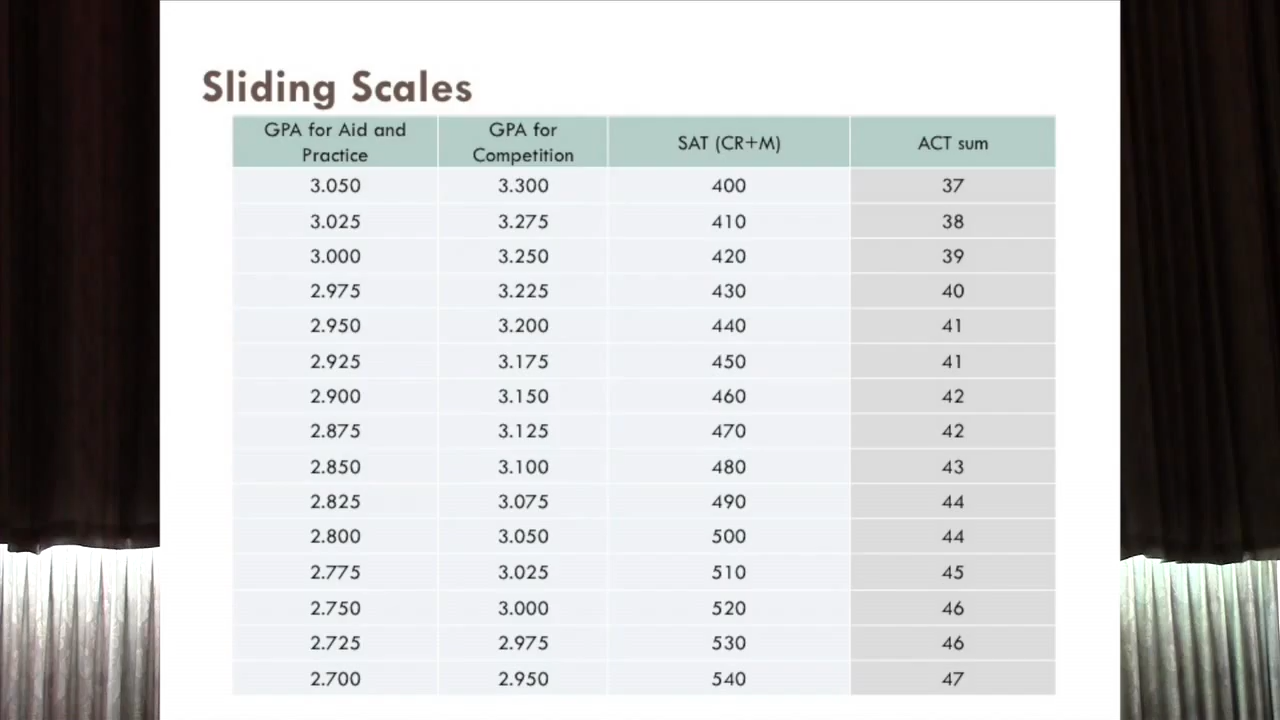 Sliding Scales
GPA for Aid and Practice GPA for Competition SAT (CR+M) ACT sum
3.050 3.300 400 37
3.025 3.275 410 38
3.000 3.250 420 39
2.975 3.225 430 40
2.950 3.200 440 41
2.925 3.175 450 41
2.900 3.150 460 42
2.875 3.125 470 42
2.850 3.100 480 43
2.825 3.075 490 44
2.800 3.050 500 44
2.775 3.025 510 45
2.750 3.000 520 46
2.725 2.975 530 46
2.700 2.950 540 47